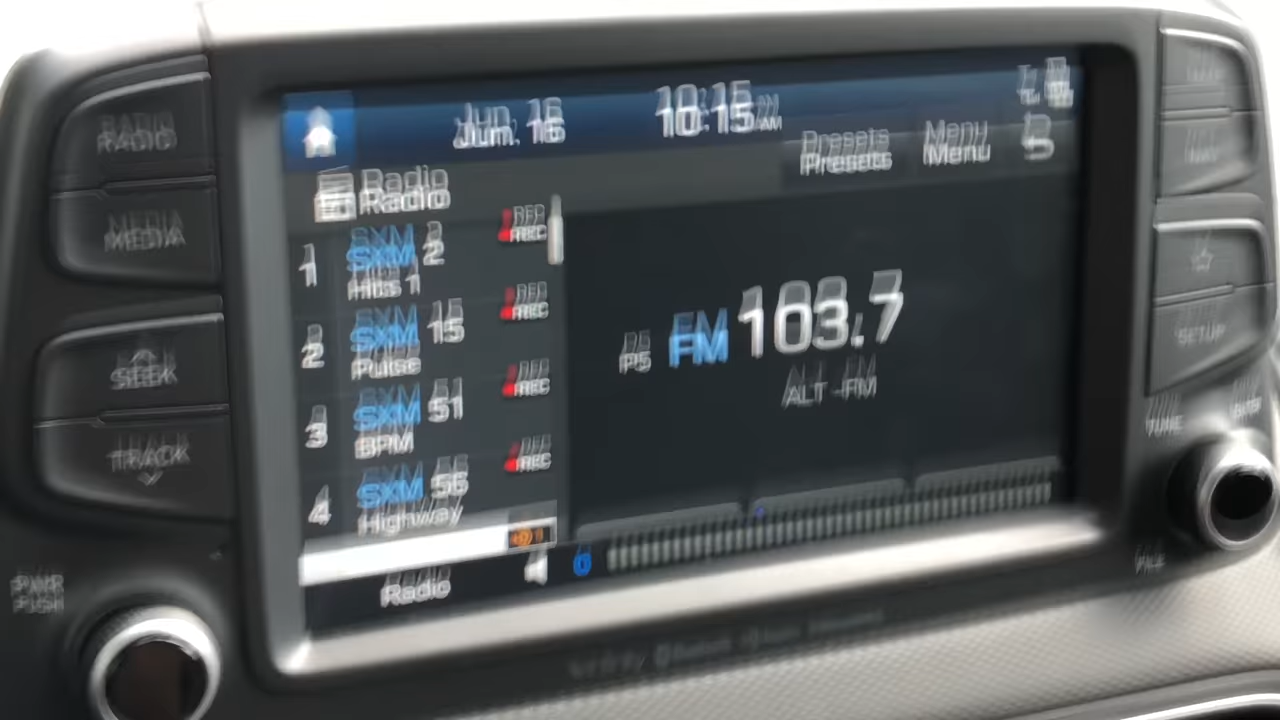 RADIO
MEDIA
SEEK
TRACK
PWR
PUSH
Jun. 16
10:15 AM
Presets
Menu
Radio
1 SXM 2 REC
Hits 1
2 SXM 15 REC
Pulse
3 SXM 51 REC
BPM
4 SXM 56 REC
Highway
Radio
0
P5 FM 103.7
ALT -FM
SETUP
TUNE